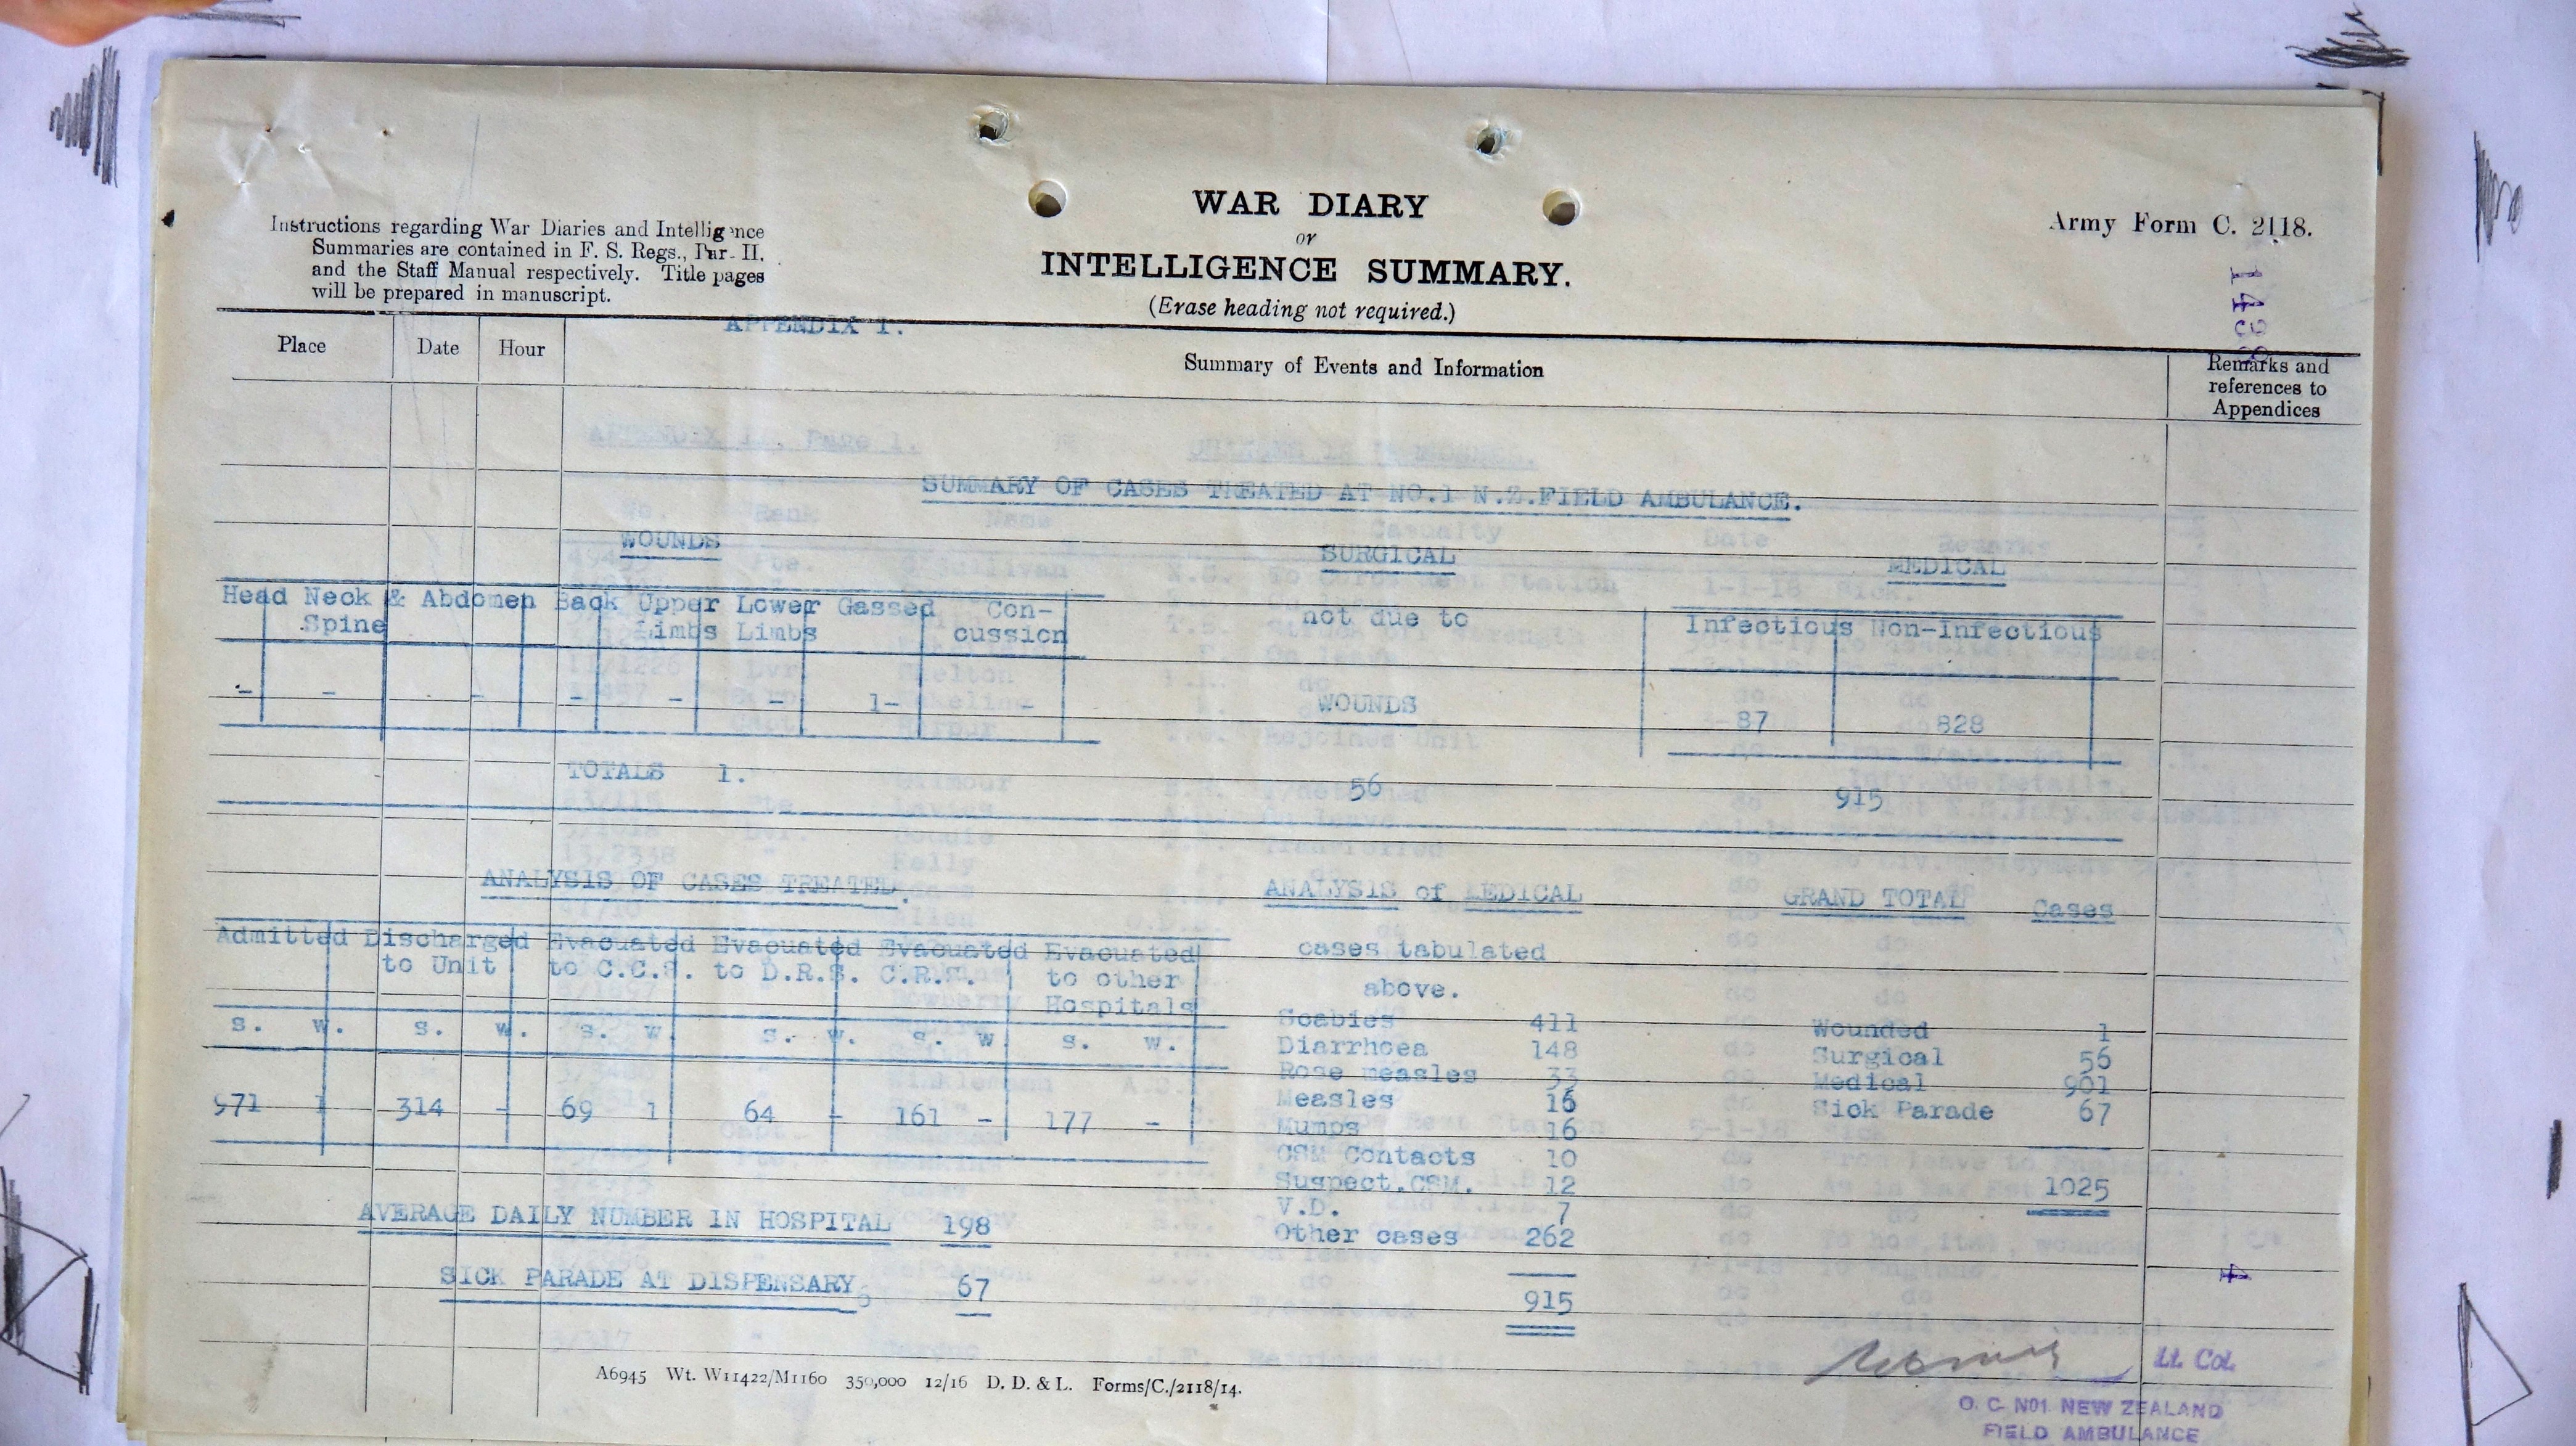 WAR DIARY
or
INTELLIGENCE SUMMARY.
(Erase heading not required.)
Instructions regarding War Diaries and Intelligence
Summaries are contained in F. S. Regs., Par II.
and the Staff Manual respectively. Title pages
will be prepared in manuscript.
Army Form C. 2118.
APPENDIX 1.
Place Date Hour Summary of Events and Information Remarks and
references to
Appendices
SUMMARY OF CASES TREATED AT NO.1 N.Z.FIELD AMBULANCE.
WOUNDS SURGICAL MEDICAL
Head Neck & Abdomen Back Upper Lower Gassed Con- not due to
Spine Limbs Limbs cussion Infectious Non-Infectious
- - - - - - 1- - WOUNDS 87 828
TOTALS 1. 56 915
ANALYSIS OF CASES TREATED. ANALYSIS of MEDICAL GRAND TOTAL Cases
Admitted Discharged Evacuated Evacuated Evacuated Evacuated cases tabulated
to Unit to C.C.S. to D.R.S. C.R.S. to other above.
Hospitals
s. w. s. w. s. w. s. w. s. w. s. w.
971 1 314 - 69 1 64 - 161 - 177 -
Scabies 411
Diarrhoea 148
Rose measles 33
Measles 16
Mumps 16
CSM Contacts 10
Suspect.CSM. 12
V.D. 7
Other cases 262
915
Wounded 1
Surgical 56
Medical 901
Sick Parade 67
1025
AVERAGE DAILY NUMBER IN HOSPITAL 198
SICK PARADE AT DISPENSARY 67
A6945 Wt. W11422/M1160 350,000 12/16 D. D. & L. Forms/C./2118/14.
Lt. Col.
O. C. NO1. NEW ZEALAND
FIELD AMBULANCE